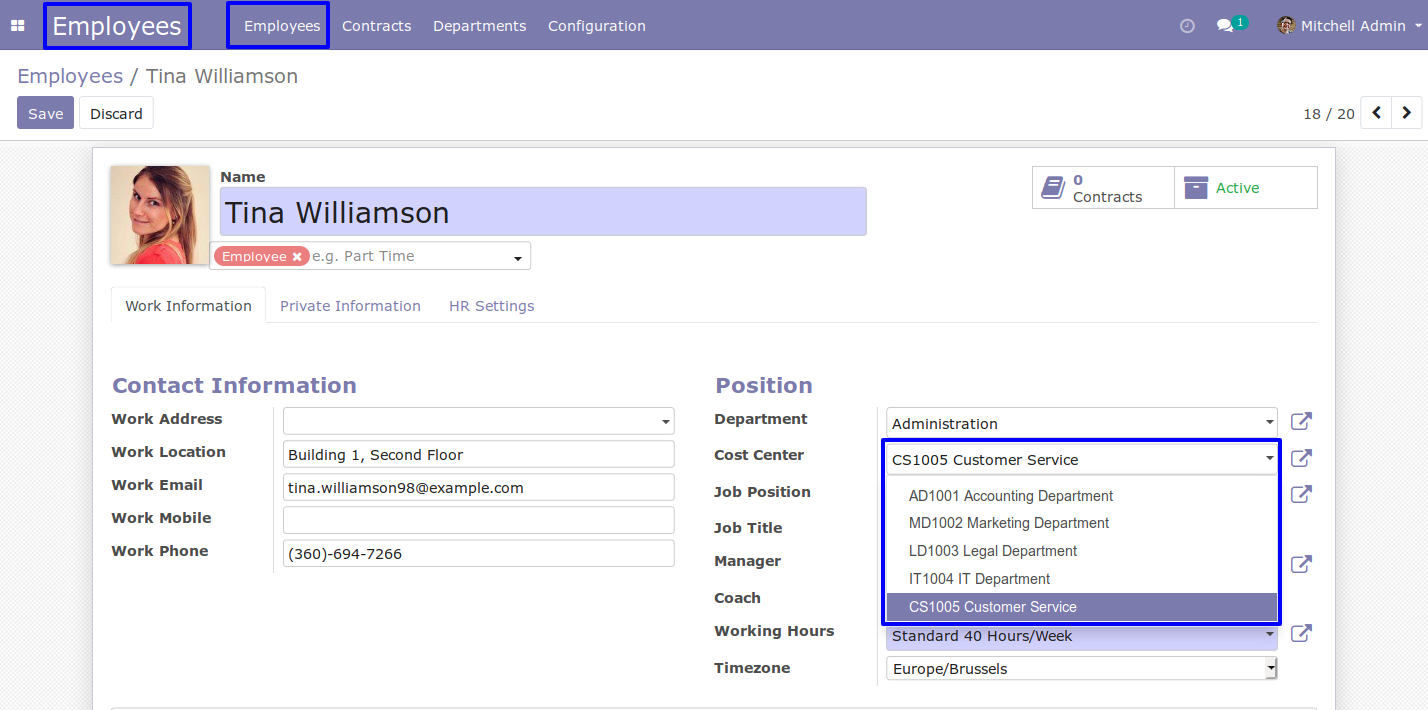 Employees Employees Contracts Departments Configuration 1 Mitchell Admin
Employees / Tina Williamson
Save Discard 18 / 20
Name
Tina Williamson
0
Contracts
Active
Employee × e.g. Part Time
Work Information Private Information HR Settings
Contact Information
Work Address
Work Location Building 1, Second Floor
Work Email tina.williamson98@example.com
Work Mobile
Work Phone (360)-694-7266
Position
Department Administration
Cost Center CS1005 Customer Service
AD1001 Accounting Department
MD1002 Marketing Department
LD1003 Legal Department
IT1004 IT Department
CS1005 Customer Service
Job Position
Job Title
Manager
Coach
Working Hours Standard 40 Hours/Week
Timezone Europe/Brussels